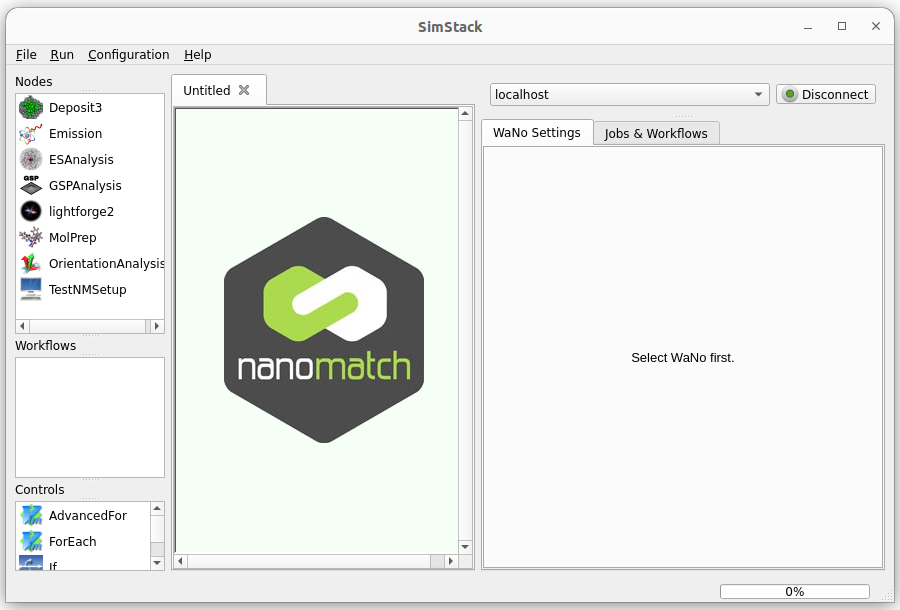 SimStack
File Run Configuration Help
Nodes
Deposit3
Emission
ESAnalysis
GSP
GSPAnalysis
lightforge2
MolPrep
OrientationAnalysis
TestNMSetup
Workflows
Controls
AdvancedFor
ForEach
If
Untitled
nanomatch
localhost
Disconnect
WaNo Settings
Jobs & Workflows
Select WaNo first.
0%